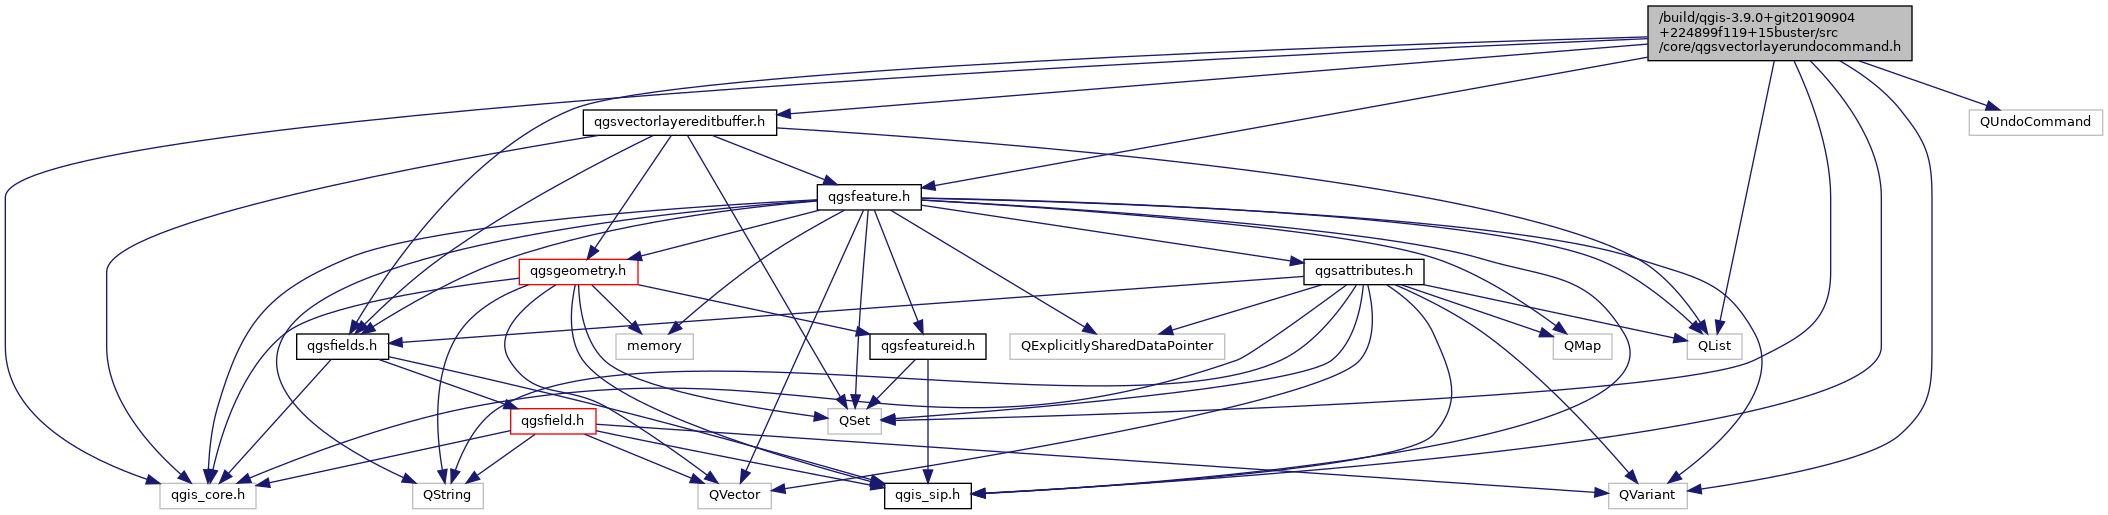 /build/qgis-3.9.0+git20190904
+224899f119+15buster/src
/core/qgsvectorlayerundocommand.h
qgsvectorlayereditbuffer.h
QUndoCommand
qgsfeature.h
qgsgeometry.h
qgsattributes.h
qgsfields.h
memory
qgsfeatureid.h
QExplicitlySharedDataPointer
QMap
QList
qgsfield.h
QSet
qgis_core.h
QString
QVector
qgis_sip.h
QVariant